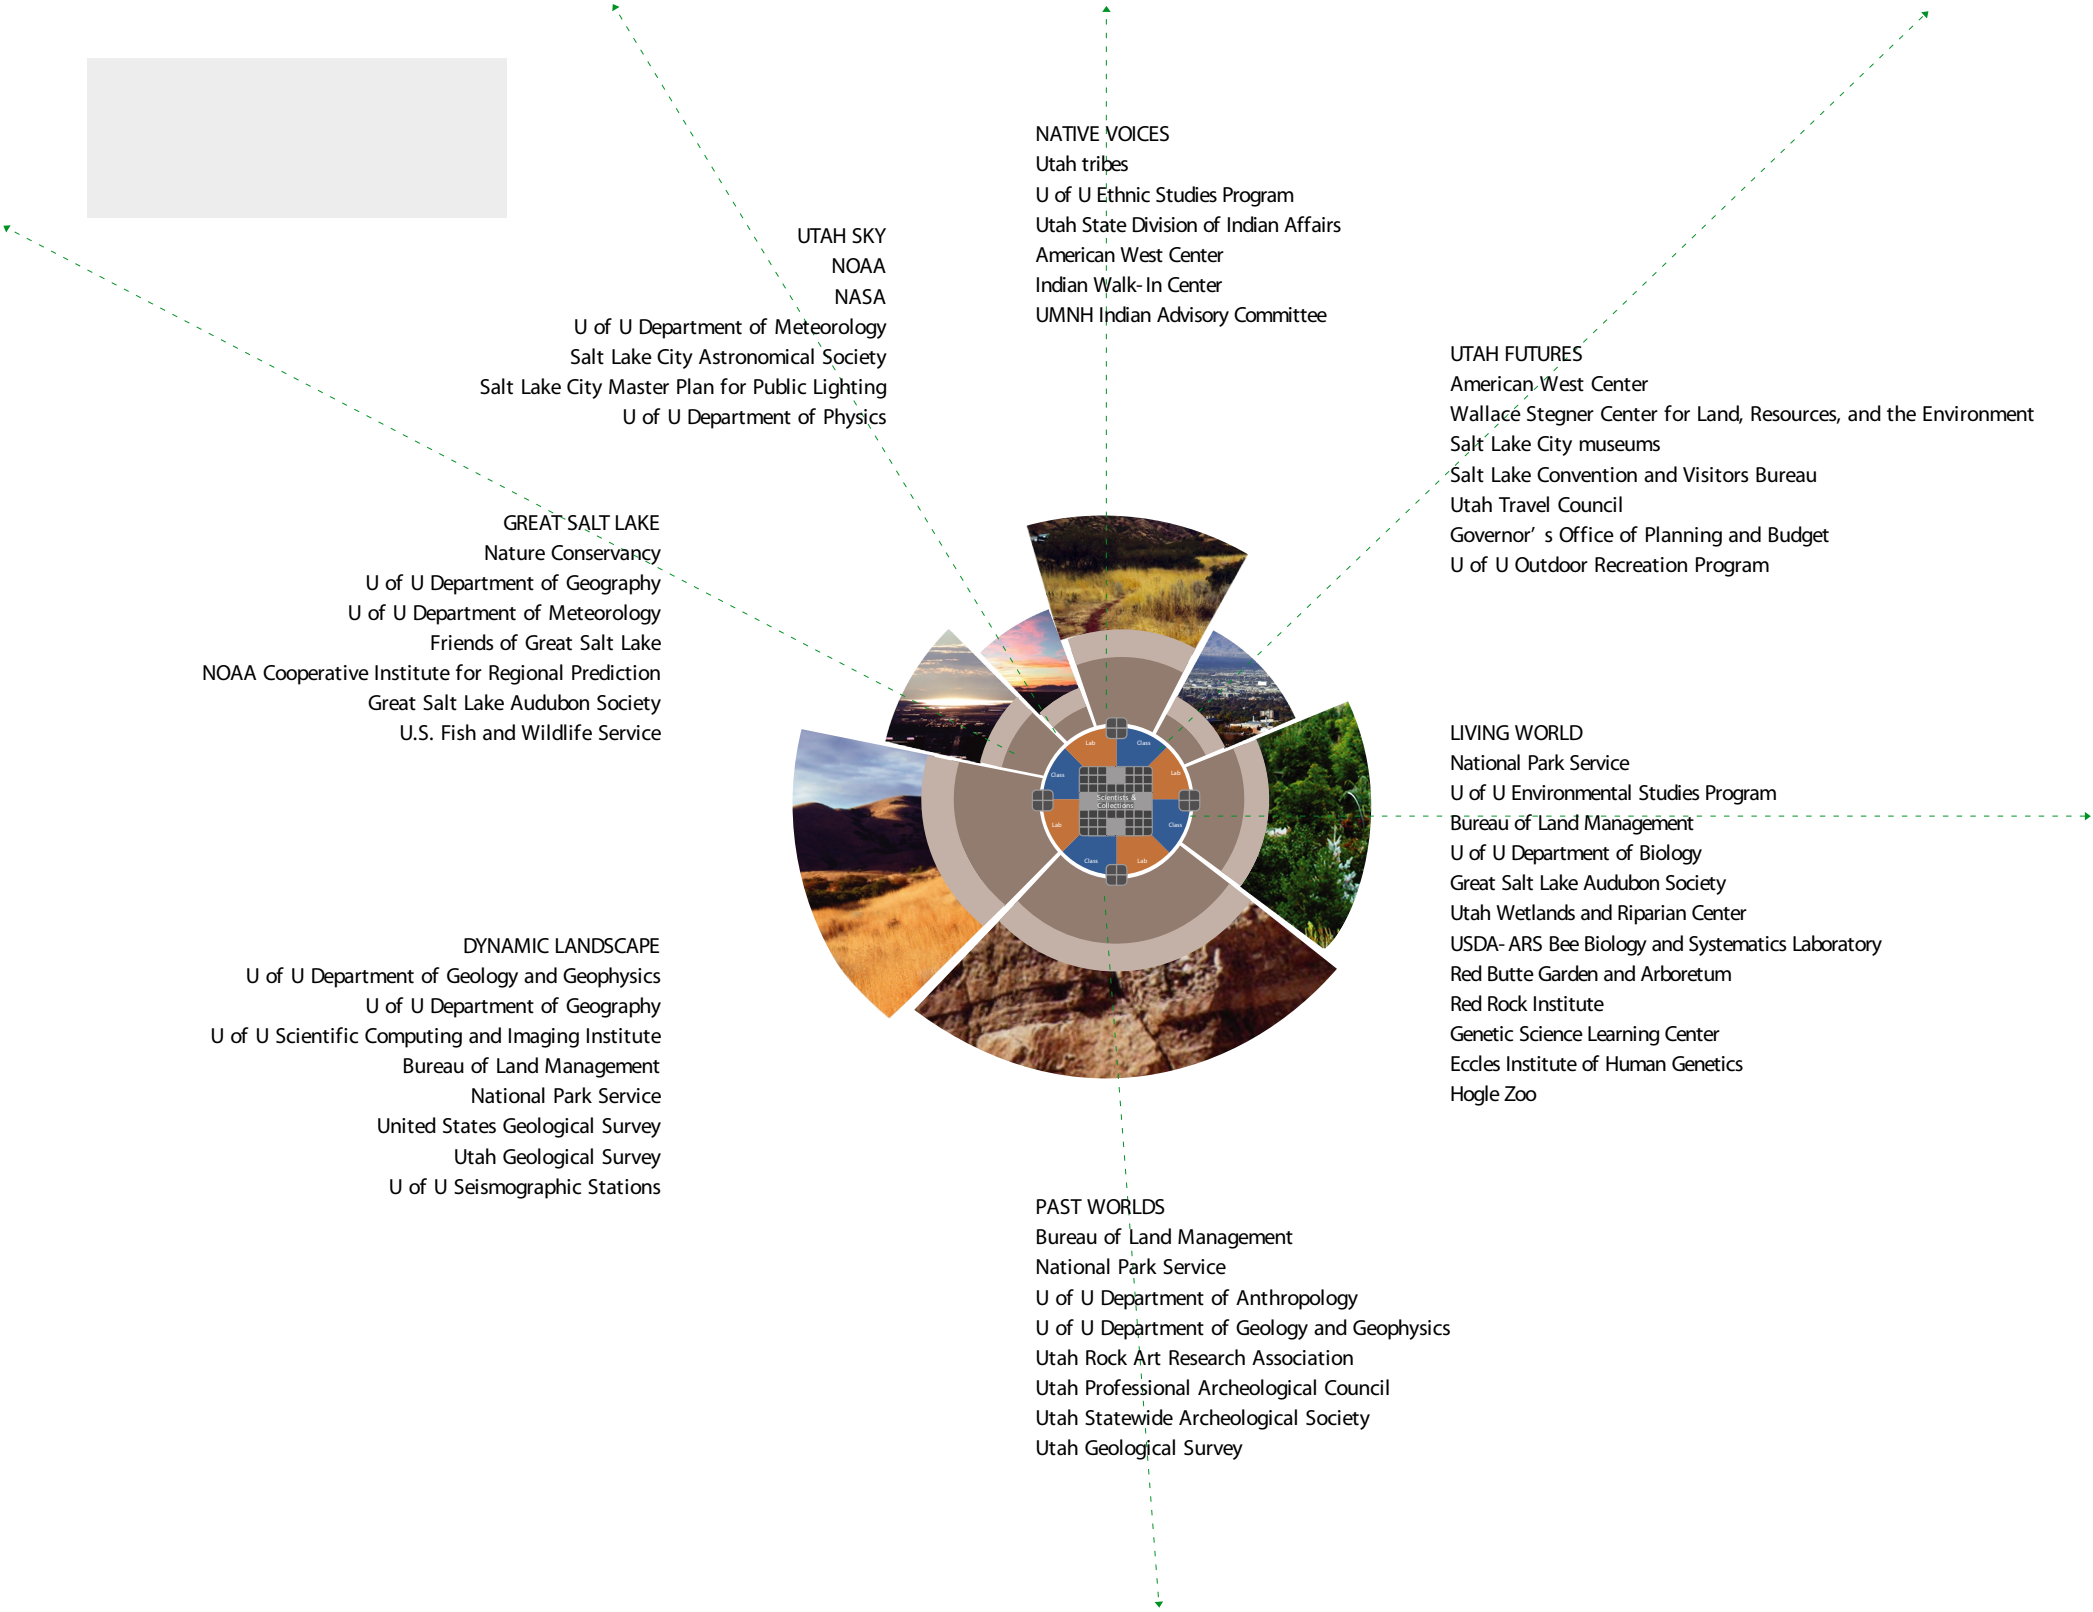 NATIVE VOICES
Utah tribes
U of U Ethnic Studies Program
Utah State Division of Indian Affairs
American West Center
Indian Walk- In Center
UMNH Indian Advisory Committee
UTAH SKY
NOAA
NASA
U of U Department of Meteorology
Salt Lake City Astronomical Society
Salt Lake City Master Plan for Public Lighting
U of U Department of Physics
UTAH FUTURES
American West Center
Wallace Stegner Center for Land, Resources, and the Environment
Salt Lake City museums
Salt Lake Convention and Visitors Bureau
Utah Travel Council
Governor’ s Office of Planning and Budget
U of U Outdoor Recreation Program
GREAT SALT LAKE
Nature Conservancy
U of U Department of Geography
U of U Department of Meteorology
Friends of Great Salt Lake
NOAA Cooperative Institute for Regional Prediction
Great Salt Lake Audubon Society
U.S. Fish and Wildlife Service
Lab
Class
Class
Lab
Scientists &
Collections
Lab
Class
Class
Lab
LIVING WORLD
National Park Service
U of U Environmental Studies Program
Bureau of Land Management
U of U Department of Biology
Great Salt Lake Audubon Society
Utah Wetlands and Riparian Center
USDA- ARS Bee Biology and Systematics Laboratory
Red Butte Garden and Arboretum
Red Rock Institute
Genetic Science Learning Center
Eccles Institute of Human Genetics
Hogle Zoo
DYNAMIC LANDSCAPE
U of U Department of Geology and Geophysics
U of U Department of Geography
U of U Scientific Computing and Imaging Institute
Bureau of Land Management
National Park Service
United States Geological Survey
Utah Geological Survey
U of U Seismographic Stations
PAST WORLDS
Bureau of Land Management
National Park Service
U of U Department of Anthropology
U of U Department of Geology and Geophysics
Utah Rock Art Research Association
Utah Professional Archeological Council
Utah Statewide Archeological Society
Utah Geological Survey